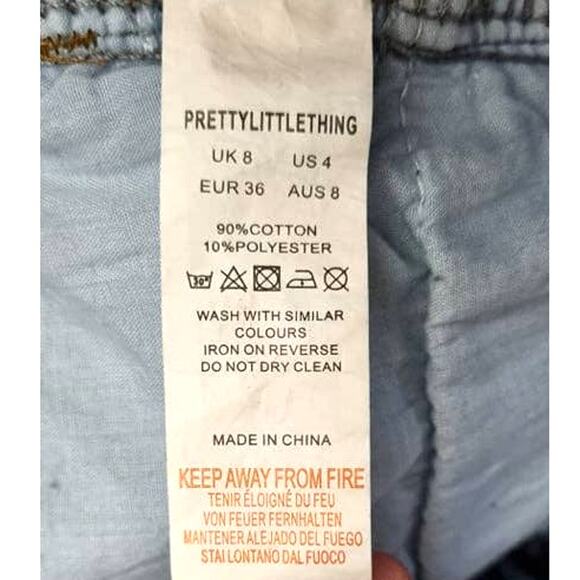 PRETTYLITTLETHING
UK 8 US 4
EUR 36 AUS 8
90%COTTON
10%POLYESTER
30°
WASH WITH SIMILAR
COLOURS
IRON ON REVERSE
DO NOT DRY CLEAN
MADE IN CHINA
KEEP AWAY FROM FIRE
TENIR ÉLOIGNÉ DU FEU
VON FEUER FERNHALTEN
MANTENER ALEJADO DEL FUEGO
STAI LONTANO DAL FUOCO